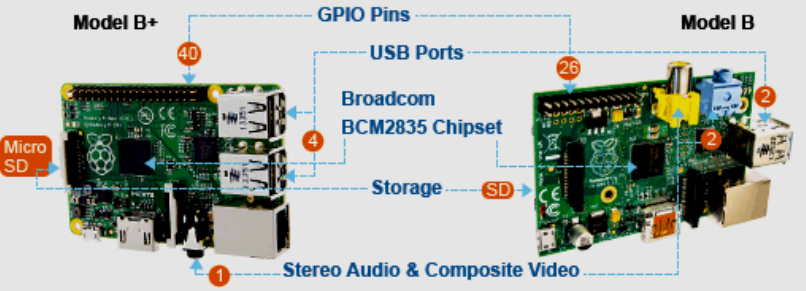 Model B+
GPIO Pins
Model B
40
USB Ports
26
2
Broadcom
BCM2835 Chipset
4
2
Micro
SD
Storage
SD
1
Stereo Audio & Composite Video